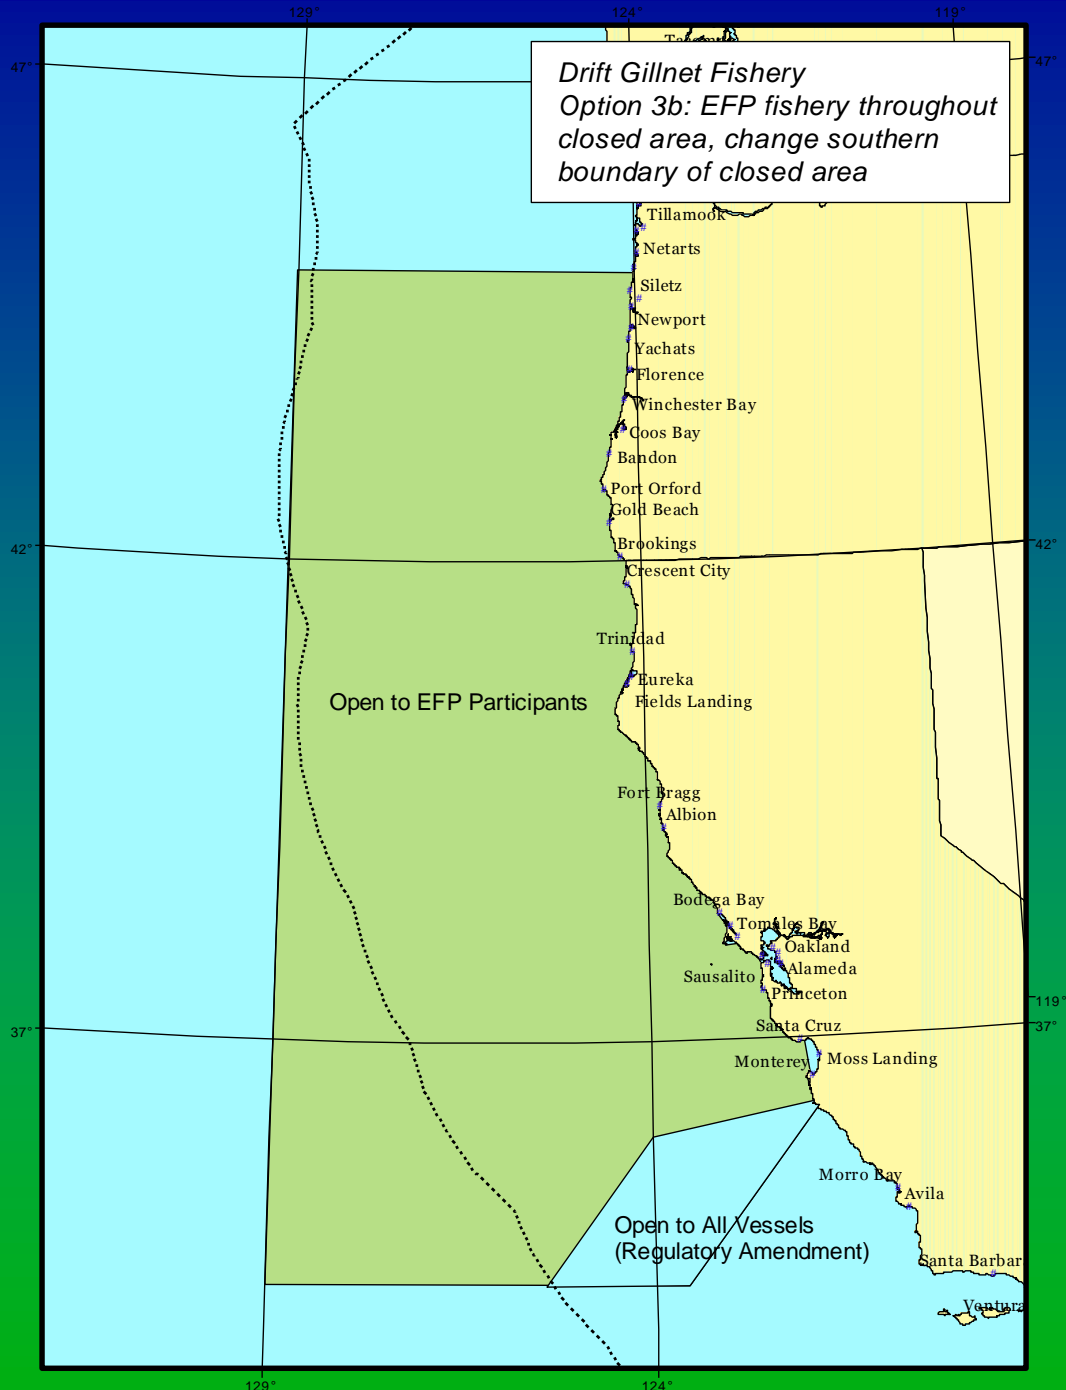 129°
124°
119°
47°
47°
Drift Gillnet Fishery
Option 3b: EFP fishery throughout
closed area, change southern
boundary of closed area
Tillamook
Netarts
Siletz
Newport
Yachats
Florence
Winchester Bay
Coos Bay
Bandon
Port Orford
Gold Beach
Brookings
42°
42°
Crescent City
Trinidad
Eureka
Open to EFP Participants
Fields Landing
Fort Bragg
Albion
Bodega Bay
Tomales Bay
Oakland
Alameda
Sausalito
Princeton
119°
37°
37°
Santa Cruz
Monterey
Moss Landing
Morro Bay
Avila
Open to All Vessels
(Regulatory Amendment)
Santa Barbar
Ventura
129°
124°